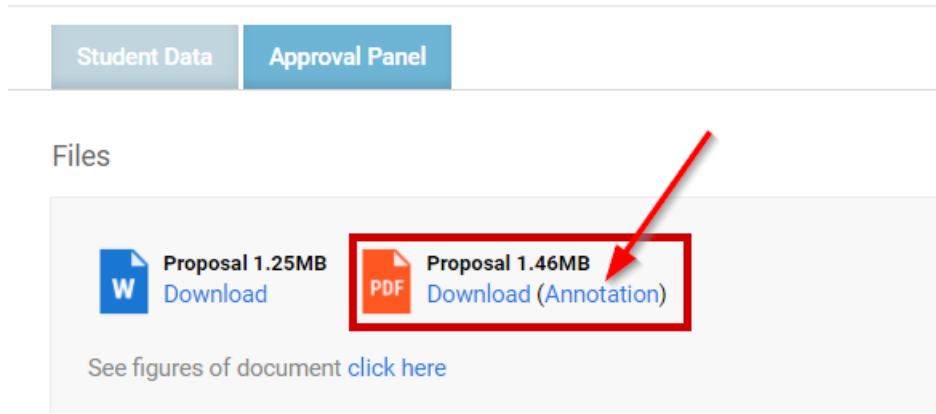 Student Data
Approval Panel
Files
W
Proposal 1.25MB
Download
PDF
Proposal 1.46MB
Download (Annotation)
See figures of document click here